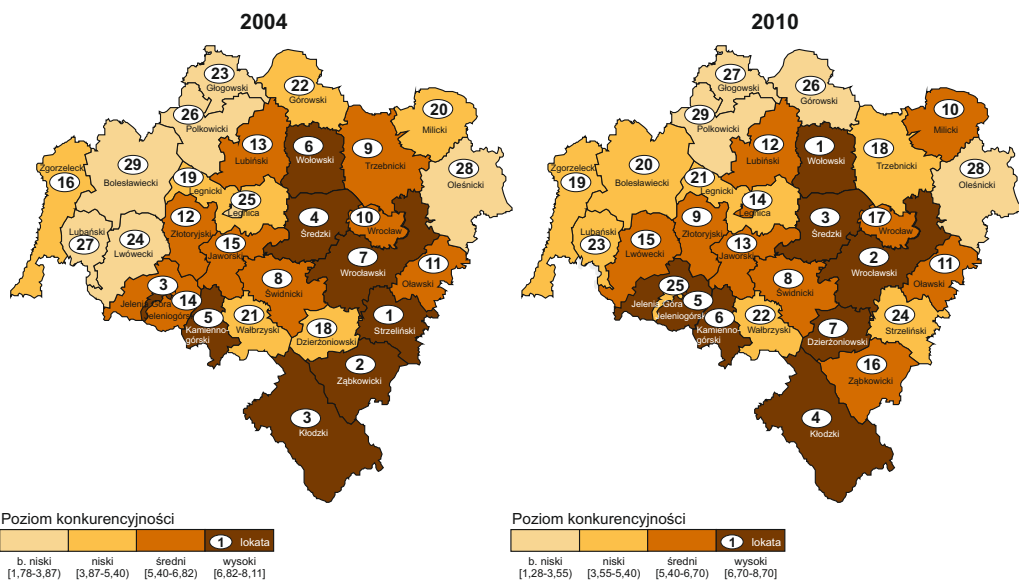 2004
23
Głogowski
22
Górowski
20
Milicki
26
Polkowicki
13
Lubiński
6
Wołowski
9
Trzebnicki
28
Oleśnicki
Zgorzelecki
16
29
Bolesławiecki
19
Legnicki
25
Legnica
12
Złotoryjski
4
Średzki
10
Wrocław
Lubański
27
24
Lwówecki
15
Jaworski
7
Wrocławski
11
Oławski
3
Jelenia Góra
14
Jeleniogórski
8
Świdnicki
5
Kamienno-
górski
21
Wałbrzyski
18
Dzierżoniowski
1
Strzeliński
2
Ząbkowicki
3
Kłodzki
Poziom konkurencyjności
1 lokata
b. niski niski średni wysoki
[1,78-3,87) [3,87-5,40) [5,40-6,82) [6,82-8,11]
2010
27
Głogowski
26
Górowski
10
Milicki
29
Polkowicki
12
Lubiński
1
Wołowski
18
Trzebnicki
28
Oleśnicki
Zgorzelecki
19
20
Bolesławiecki
21
Legnicki
14
Legnica
9
Złotoryjski
3
Średzki
17
Wrocław
Lubański
23
15
Lwówecki
13
Jaworski
2
Wrocławski
11
Oławski
25
Jelenia Góra
5
Jeleniogórski
8
Świdnicki
6
Kamienno-
górski
22
Wałbrzyski
7
Dzierżoniowski
24
Strzeliński
16
Ząbkowicki
4
Kłodzki
Poziom konkurencyjności
1 lokata
b. niski niski średni wysoki
[1,28-3,55) [3,55-5,40) [5,40-6,70) [6,70-8,70]